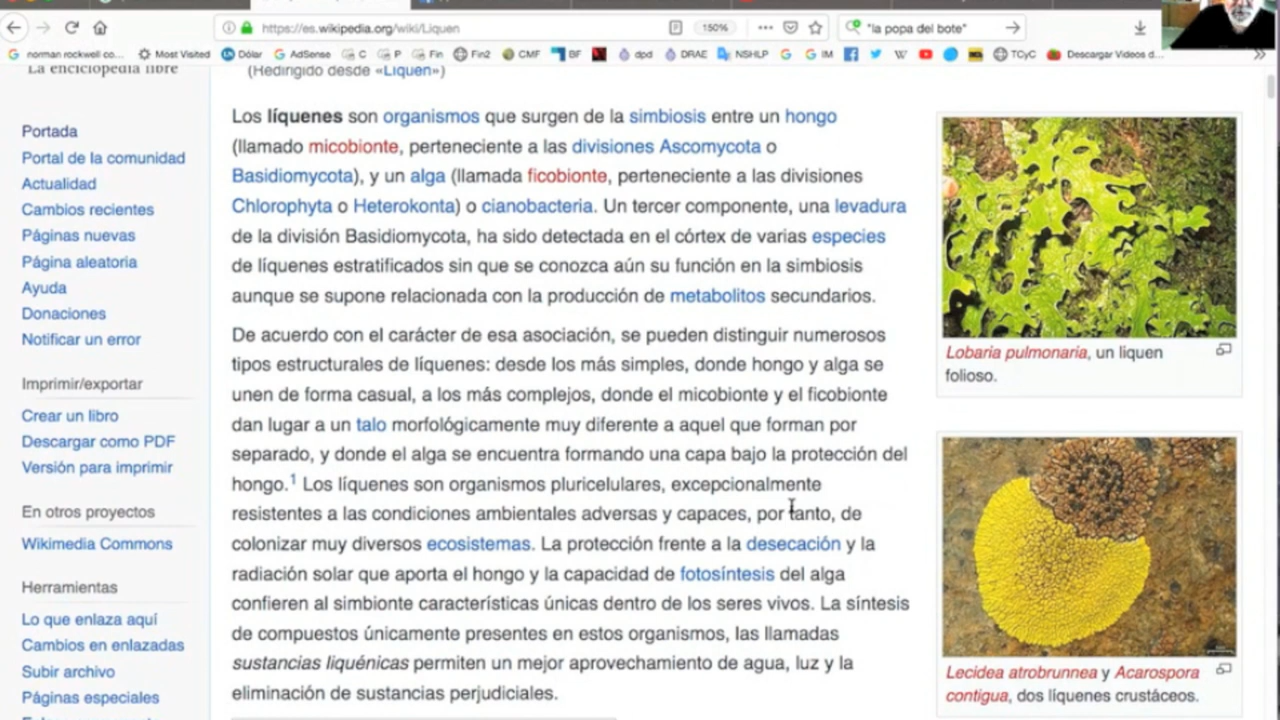 https://es.wikipedia.org/wiki/Liquen
150%
"la popa del bote"
norman rockwell co... Most Visited Dólar AdSense C P Fin Fin2 CMF BF dpd DRAE NSHLP G IM TCyC Descargar Videos d...
La enciclopedia libre
(Redirigido desde «Líquen»)
Portada
Portal de la comunidad
Actualidad
Cambios recientes
Páginas nuevas
Página aleatoria
Ayuda
Donaciones
Notificar un error
Imprimir/exportar
Crear un libro
Descargar como PDF
Versión para imprimir
En otros proyectos
Wikimedia Commons
Herramientas
Lo que enlaza aquí
Cambios en enlazadas
Subir archivo
Páginas especiales
Los líquenes son organismos que surgen de la simbiosis entre un hongo
(llamado micobionte, perteneciente a las divisiones Ascomycota o
Basidiomycota), y un alga (llamada ficobionte, perteneciente a las divisiones
Chlorophyta o Heterokonta) o cianobacteria. Un tercer componente, una levadura
de la división Basidiomycota, ha sido detectada en el córtex de varias especies
de líquenes estratificados sin que se conozca aún su función en la simbiosis
aunque se supone relacionada con la producción de metabolitos secundarios.
De acuerdo con el carácter de esa asociación, se pueden distinguir numerosos
tipos estructurales de líquenes: desde los más simples, donde hongo y alga se
unen de forma casual, a los más complejos, donde el micobionte y el ficobionte
dan lugar a un talo morfológicamente muy diferente a aquel que forman por
separado, y donde el alga se encuentra formando una capa bajo la protección del
hongo.1 Los líquenes son organismos pluricelulares, excepcionalmente
resistentes a las condiciones ambientales adversas y capaces, por tanto, de
colonizar muy diversos ecosistemas. La protección frente a la desecación y la
radiación solar que aporta el hongo y la capacidad de fotosíntesis del alga
confieren al simbionte características únicas dentro de los seres vivos. La síntesis
de compuestos únicamente presentes en estos organismos, las llamadas
sustancias liquénicas permiten un mejor aprovechamiento de agua, luz y la
eliminación de sustancias perjudiciales.
Lobaria pulmonaria, un liquen
folioso.
Lecidea atrobrunnea y Acarospora
contigua, dos líquenes crustáceos.